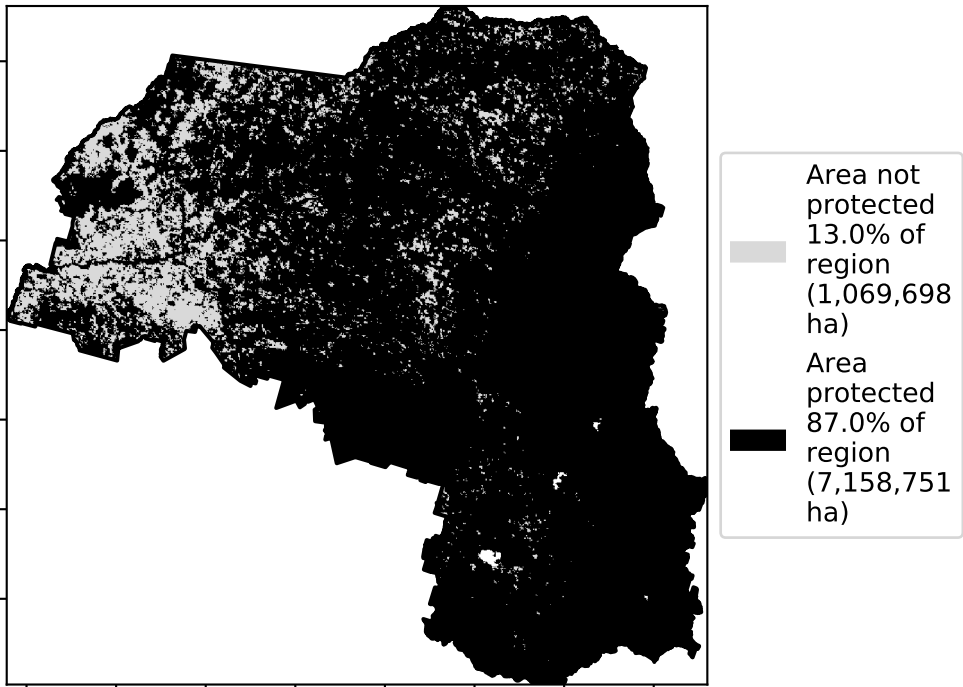 Area not
protected
13.0% of
region
(1,069,698
ha)
Area
protected
87.0% of
region
(7,158,751
ha)